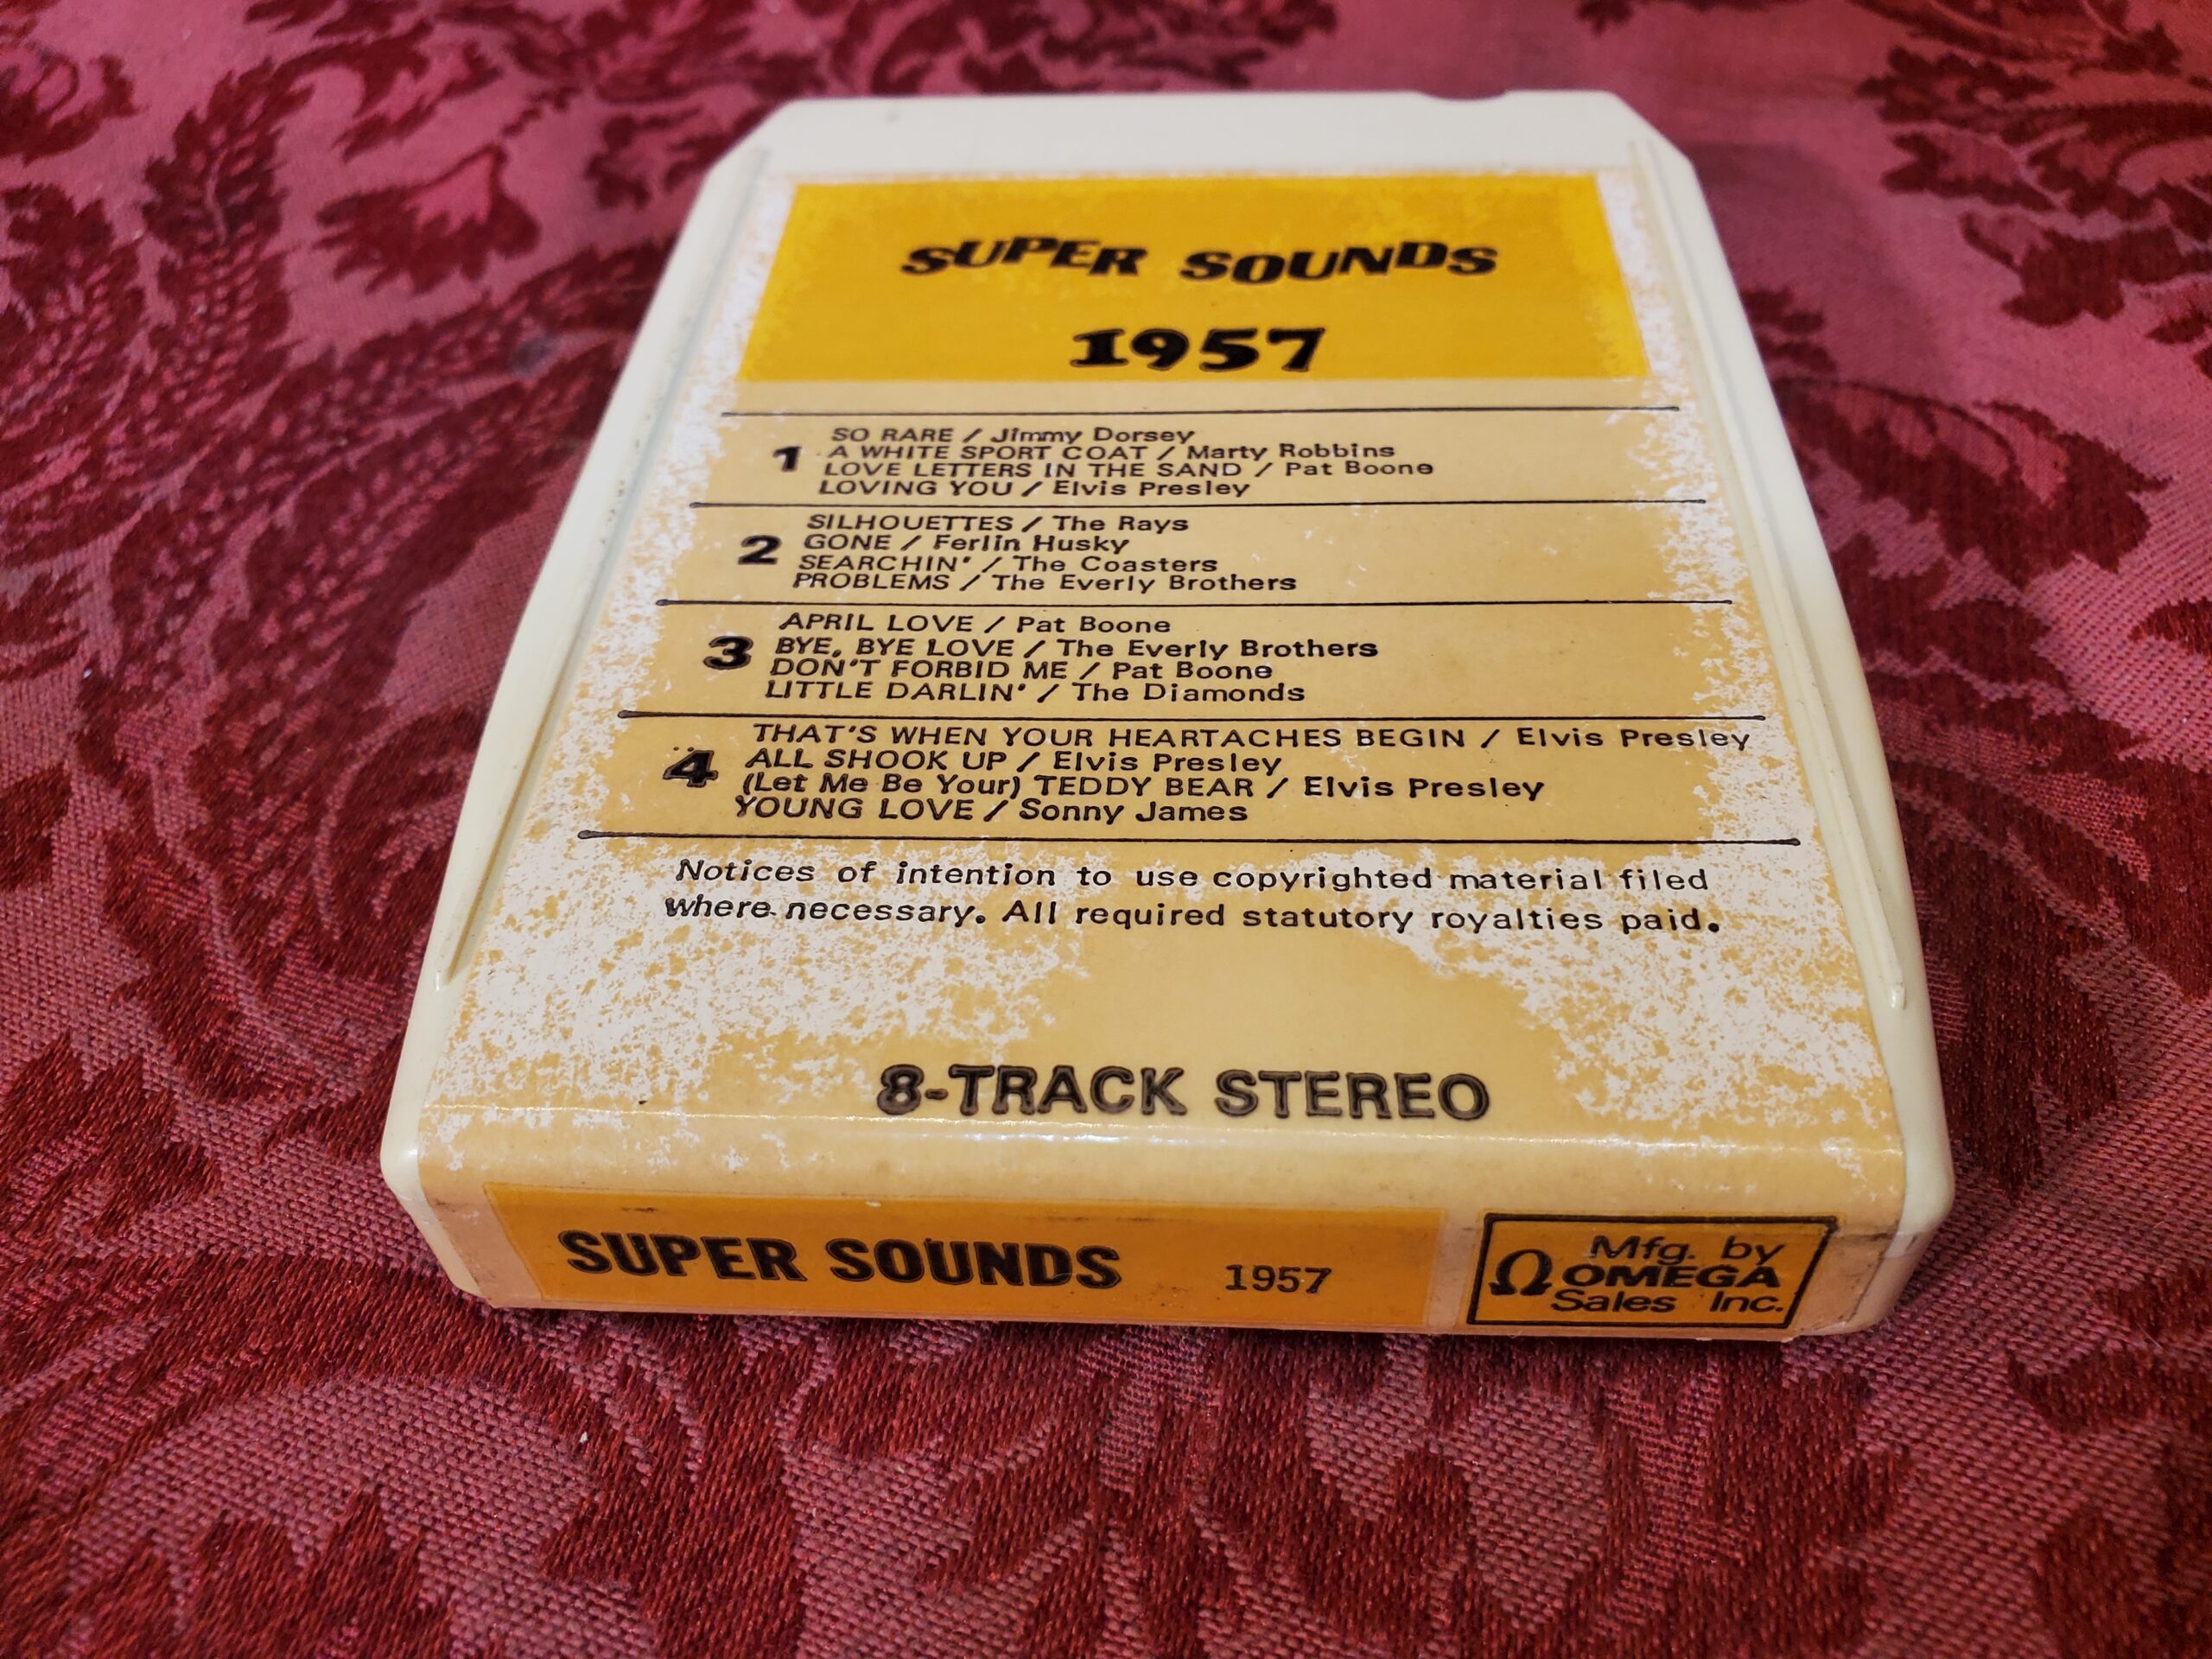 SUPER SOUNDS
1957
1
SO RARE / Jimmy Dorsey
A WHITE SPORT COAT / Marty Robbins
LOVE LETTERS IN THE SAND / Pat Boone
LOVING YOU / Elvis Presley
2
SILHOUETTES / The Rays
GONE / Ferlin Husky
SEARCHIN' / The Coasters
PROBLEMS / The Everly Brothers
3
APRIL LOVE / Pat Boone
BYE, BYE LOVE / The Everly Brothers
DON'T FORBID ME / Pat Boone
LITTLE DARLIN' / The Diamonds
4
THAT'S WHEN YOUR HEARTACHES BEGIN / Elvis Presley
ALL SHOOK UP / Elvis Presley
(Let Me Be Your) TEDDY BEAR / Elvis Presley
YOUNG LOVE / Sonny James
Notices of intention to use copyrighted material filed
where necessary. All required statutory royalties paid.
8-TRACK STEREO
SUPER SOUNDS 1957
Mfg. by
Ω OMEGA
Sales Inc.